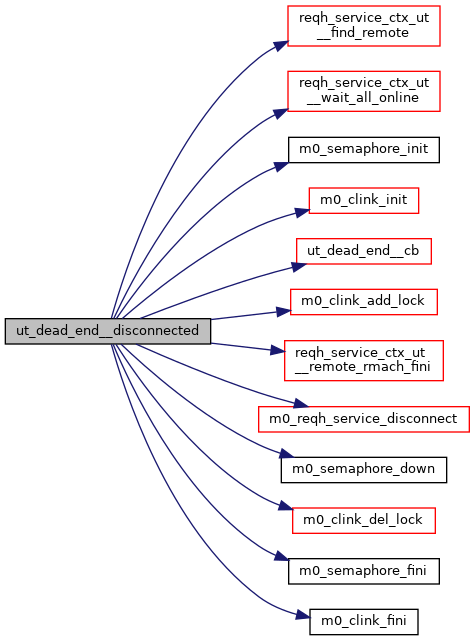 reqh_service_ctx_ut
__find_remote
reqh_service_ctx_ut
__wait_all_online
m0_semaphore_init
m0_clink_init
ut_dead_end__cb
m0_clink_add_lock
ut_dead_end__disconnected
reqh_service_ctx_ut
__remote_rmach_fini
m0_reqh_service_disconnect
m0_semaphore_down
m0_clink_del_lock
m0_semaphore_fini
m0_clink_fini